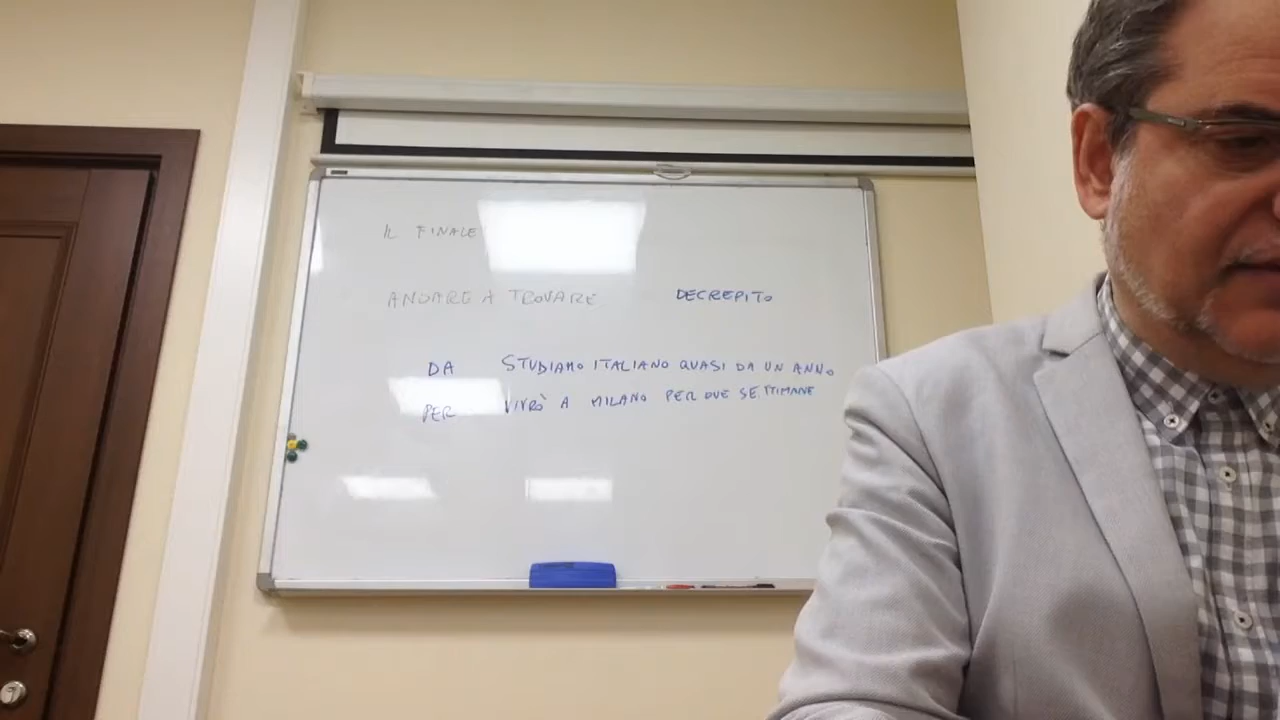 IL FINALE
ANDARE A TROVARE DECREPITO
DA STUDIAMO ITALIANO QUASI DA UN ANNO
PER VIVRÒ A MILANO PER DUE SETTIMANE